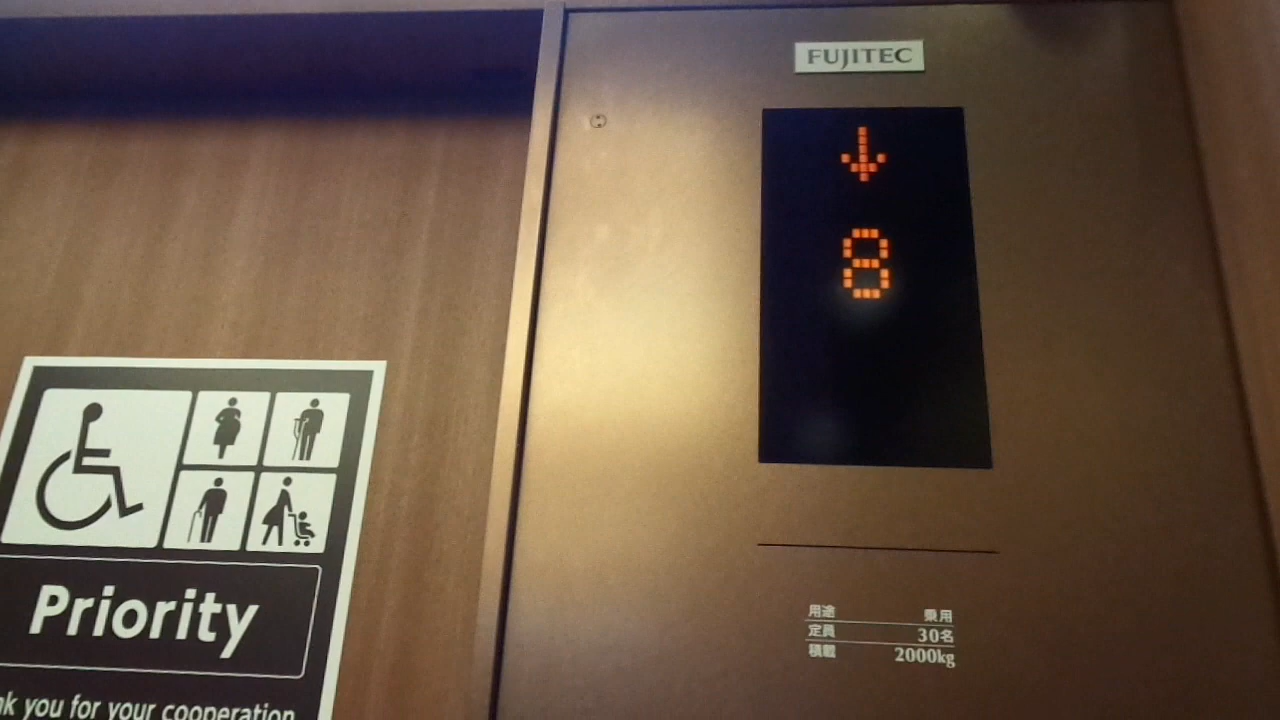 FUJITEC
↓
8
用途 乗用
定員 30名
積載 2000kg
Priority
you for your cooperation